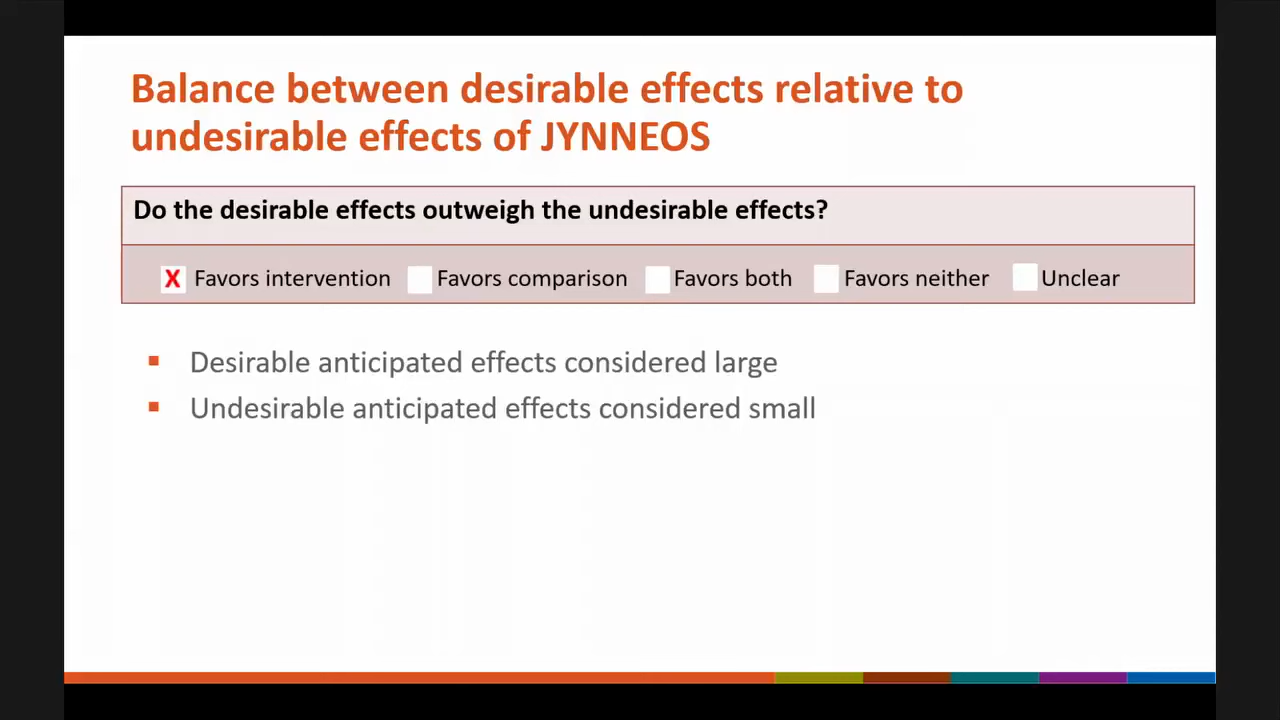 Balance between desirable effects relative to
undesirable effects of JYNNEOS
Do the desirable effects outweigh the undesirable effects?
X Favors intervention Favors comparison Favors both Favors neither Unclear
▪ Desirable anticipated effects considered large
▪ Undesirable anticipated effects considered small